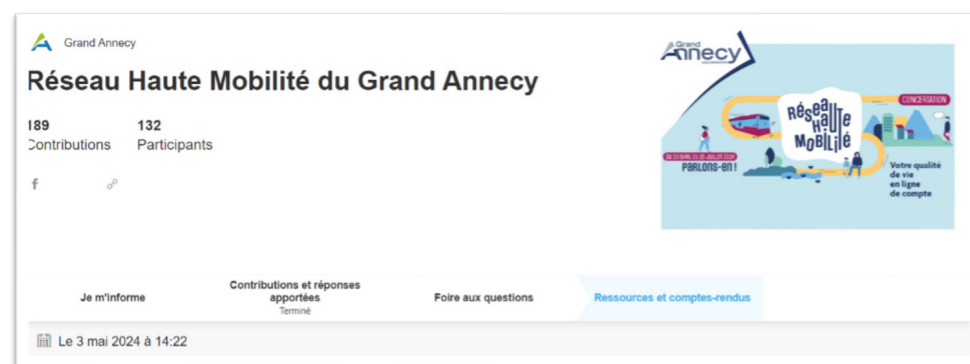 Grand Annecy
Réseau Haute Mobilité du Grand Annecy
189
132
Contributions
Participants
Grand
Annecy
Réseau
Haute
Mobilité
CONCERTATION
PARLONS-EN !
Votre qualité
de vie
en ligne
de compte
Je m'informe
Contributions et réponses
apportées
Terminé
Foire aux questions
Ressources et comptes-rendus
Le 3 mai 2024 à 14:22